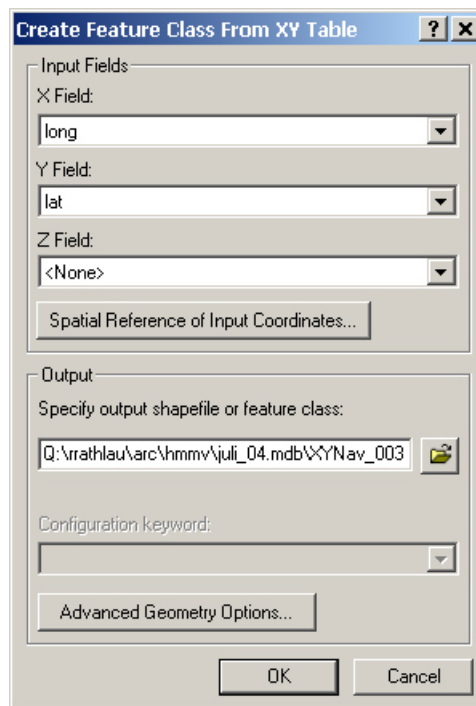 Create Feature Class From XY Table
Input Fields
X Field:
long
Y Field:
lat
Z Field:
<None>
Spatial Reference of Input Coordinates...
Output
Specify output shapefile or feature class:
Q:\rrathlau\arc\hmmv\juli_04.mdb\XYNav_003
Configuration keyword:
Advanced Geometry Options...
OK
Cancel